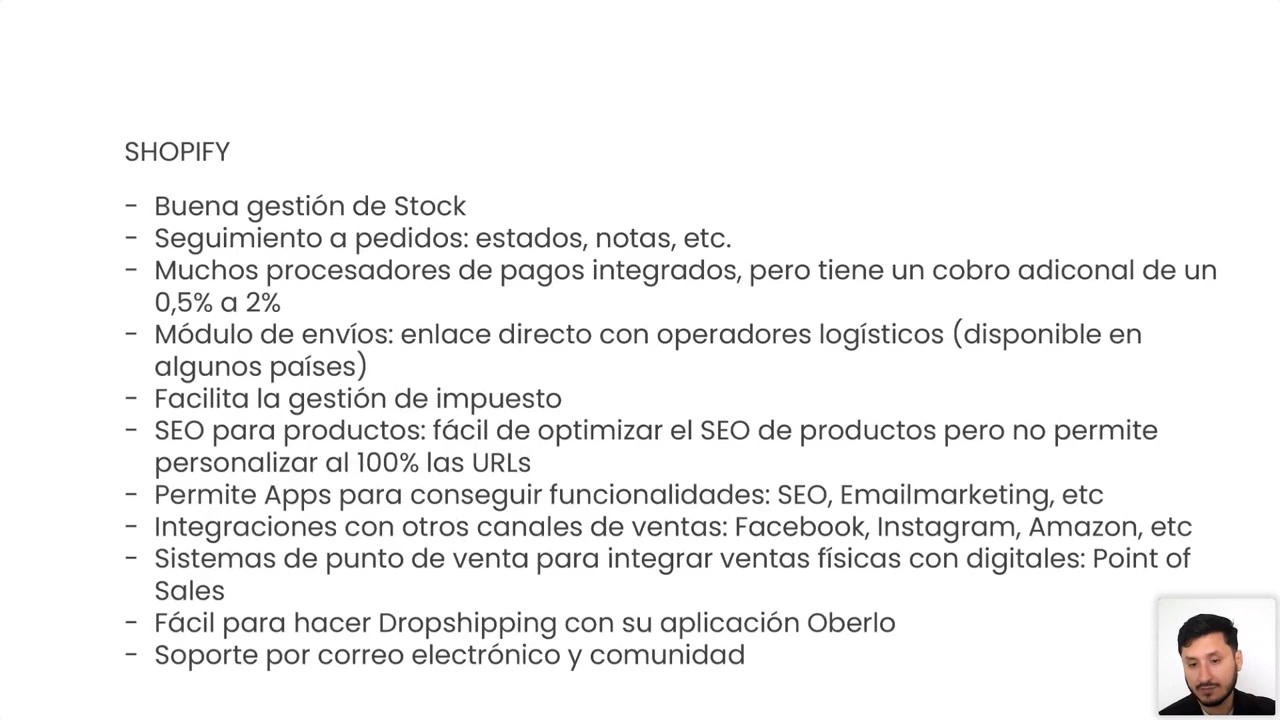 SHOPIFY
- Buena gestión de Stock
- Seguimiento a pedidos: estados, notas, etc.
- Muchos procesadores de pagos integrados, pero tiene un cobro adiconal de un
0,5% a 2%
- Módulo de envíos: enlace directo con operadores logísticos (disponible en
algunos países)
- Facilita la gestión de impuesto
- SEO para productos: fácil de optimizar el SEO de productos pero no permite
personalizar al 100% las URLs
- Permite Apps para conseguir funcionalidades: SEO, Emailmarketing, etc
- Integraciones con otros canales de ventas: Facebook, Instagram, Amazon, etc
- Sistemas de punto de venta para integrar ventas físicas con digitales: Point of
Sales
- Fácil para hacer Dropshipping con su aplicación Oberlo
- Soporte por correo electrónico y comunidad